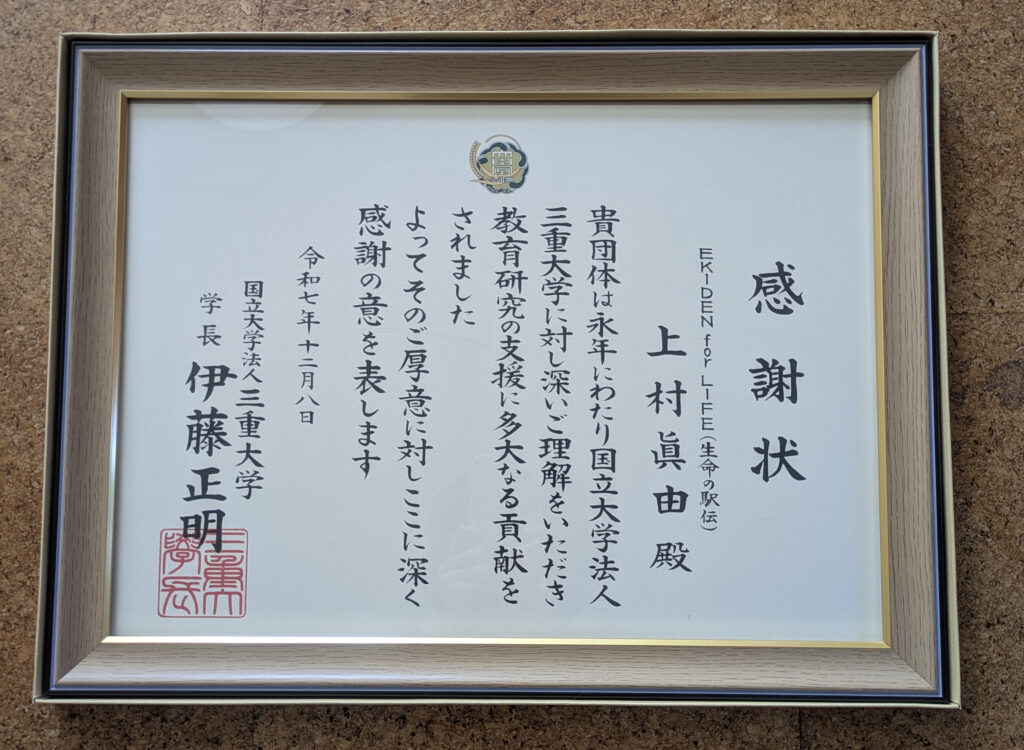 感謝状
EKIDEN for LIFE（生命の駅伝）
上村眞由殿
貴団体は永年にわたり国立大学法人
三重大学に対し深いご理解をいただき
教育研究の支援に多大なる貢献を
されました
よってそのご厚意に対しここに深く
感謝の意を表します
令和七年十二月八日
国立大学法人三重大学
学長 伊藤正明
三重大
學長